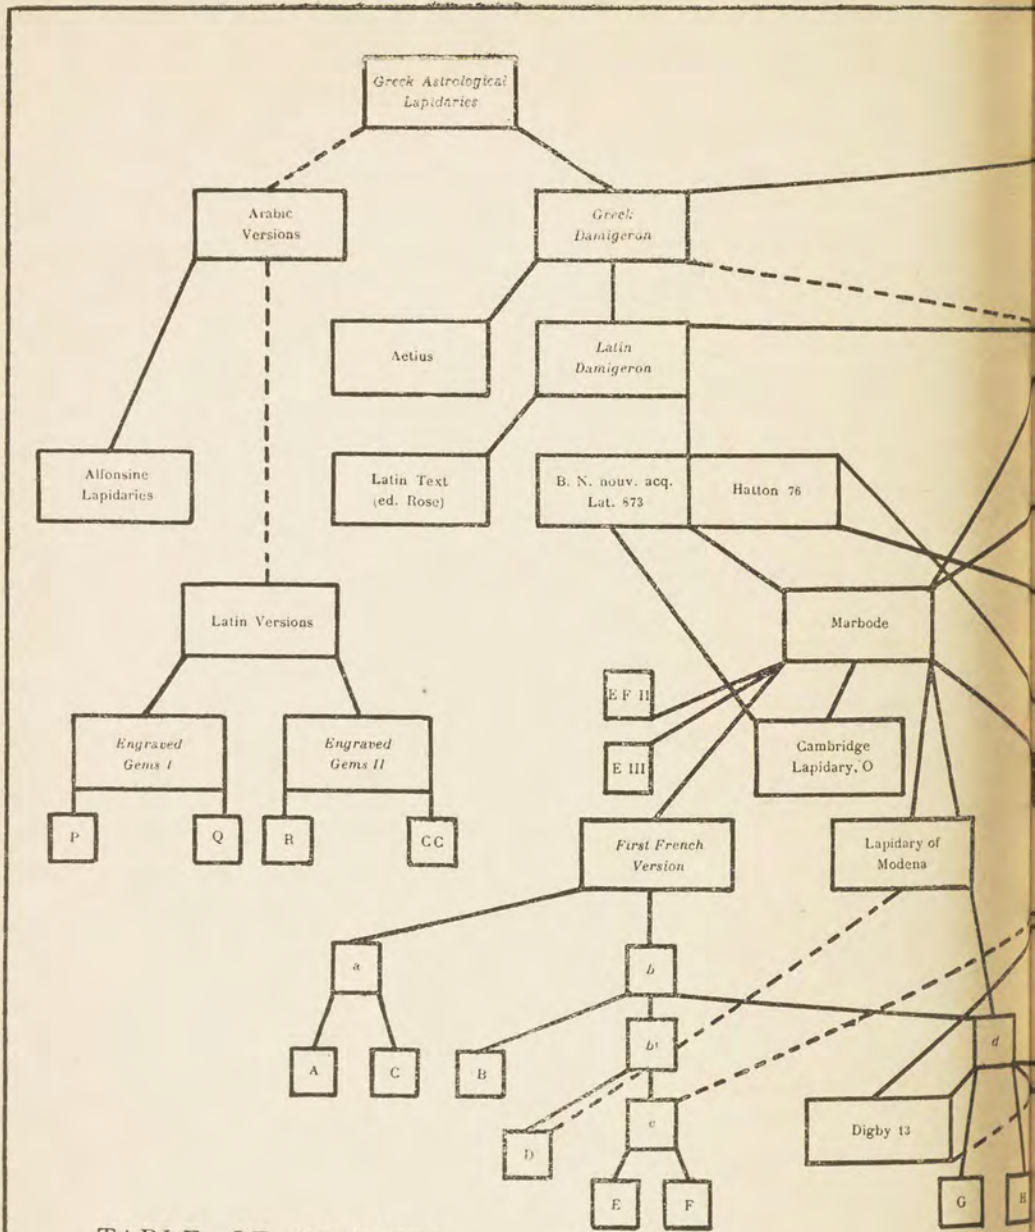 Greek Astrological
Lapidaries
Arabic
Versions
Greek
Damigeron
Aetius
Latin
Damigeron
Alfonsine
Lapidaries
Latin Text
(ed. Rose)
B. N. nouv. acq.
Lat. 873
Hatton 76
Latin Versions
Marbode
E F II
E III
Cambridge
Lapidary, O
Engraved
Gems I
Engraved
Gems II
P
Q
R
CC
First French
Version
Lapidary of
Modena
a
b
b¹
d
A
C
B
c
D
Digby 13
E
F
G